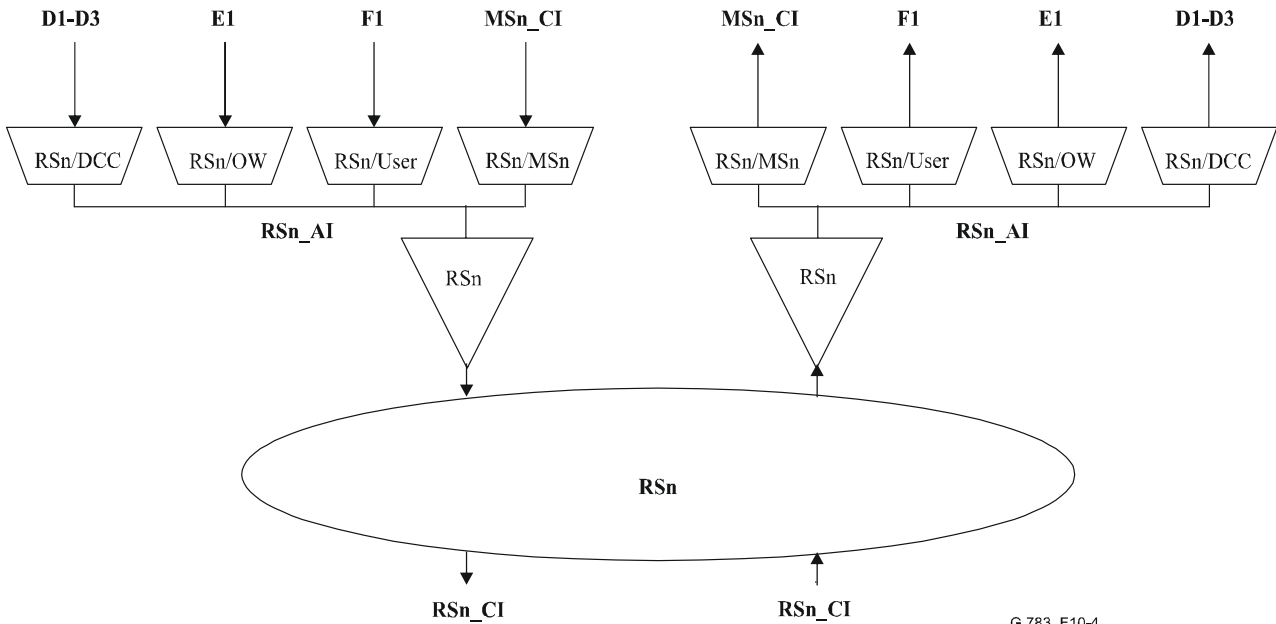 D1-D3 E1 F1 MSn_CI MSn_CI F1 E1 D1-D3
RSn/DCC RSn/OW RSn/User RSn/MSn RSn/MSn RSn/User RSn/OW RSn/DCC
RSn_AI RSn_AI
RSn RSn
RSn
RSn_CI RSn_CI
G.783_F10-4